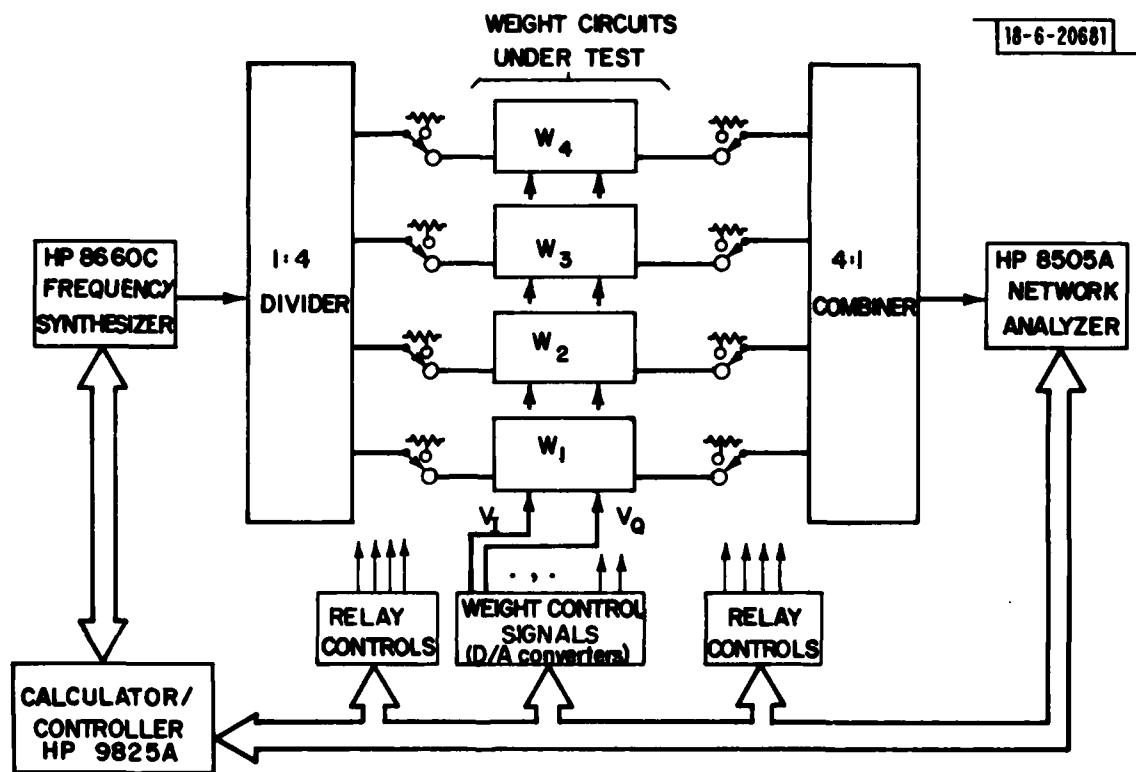 WEIGHT CIRCUITS
UNDER TEST
18-6-20681
W4
W3
W2
W1
HP 8660C
FREQUENCY
SYNTHESIZER
1:4
DIVIDER
4:1
COMBINER
HP 8505A
NETWORK
ANALYZER
VI
VQ
. , .
RELAY
CONTROLS
WEIGHT CONTROL
SIGNALS
(D/A converters)
RELAY
CONTROLS
CALCULATOR/
CONTROLLER
HP 9825A